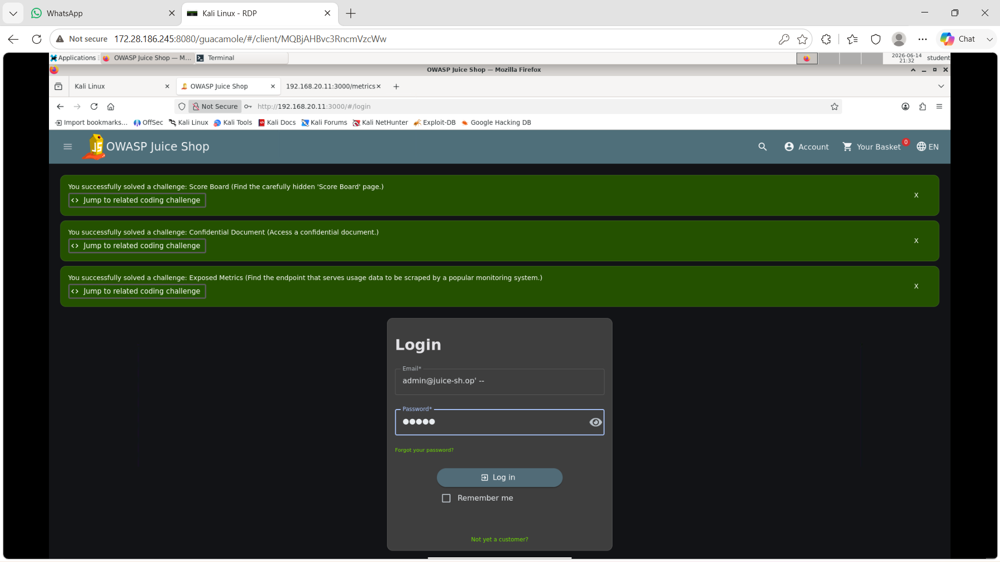 WhatsApp
Kali Linux - RDP
Not secure 172.28.186.245:8080/guacamole/#/client/MQBjAHBvc3RncmVzcWw
Chat
Applications OWASP Juice Shop — M... Terminal
2026-06-14
21:32
student
OWASP Juice Shop — Mozilla Firefox
Kali Linux OWASP Juice Shop 192.168.20.11:3000/metrics
Not Secure http://192.168.20.11:3000/#/login
Import bookmarks... OffSec Kali Linux Kali Tools Kali Docs Kali Forums Kali NetHunter Exploit-DB Google Hacking DB
OWASP Juice Shop Account Your Basket 0 EN
You successfully solved a challenge: Score Board (Find the carefully hidden 'Score Board' page.)
<> Jump to related coding challenge
X
You successfully solved a challenge: Confidential Document (Access a confidential document.)
<> Jump to related coding challenge
X
You successfully solved a challenge: Exposed Metrics (Find the endpoint that serves usage data to be scraped by a popular monitoring system.)
<> Jump to related coding challenge
X
Login
Email*
admin@juice-sh.op' --
Password*
●●●●●
Forgot your password?
Log in
Remember me
Not yet a customer?